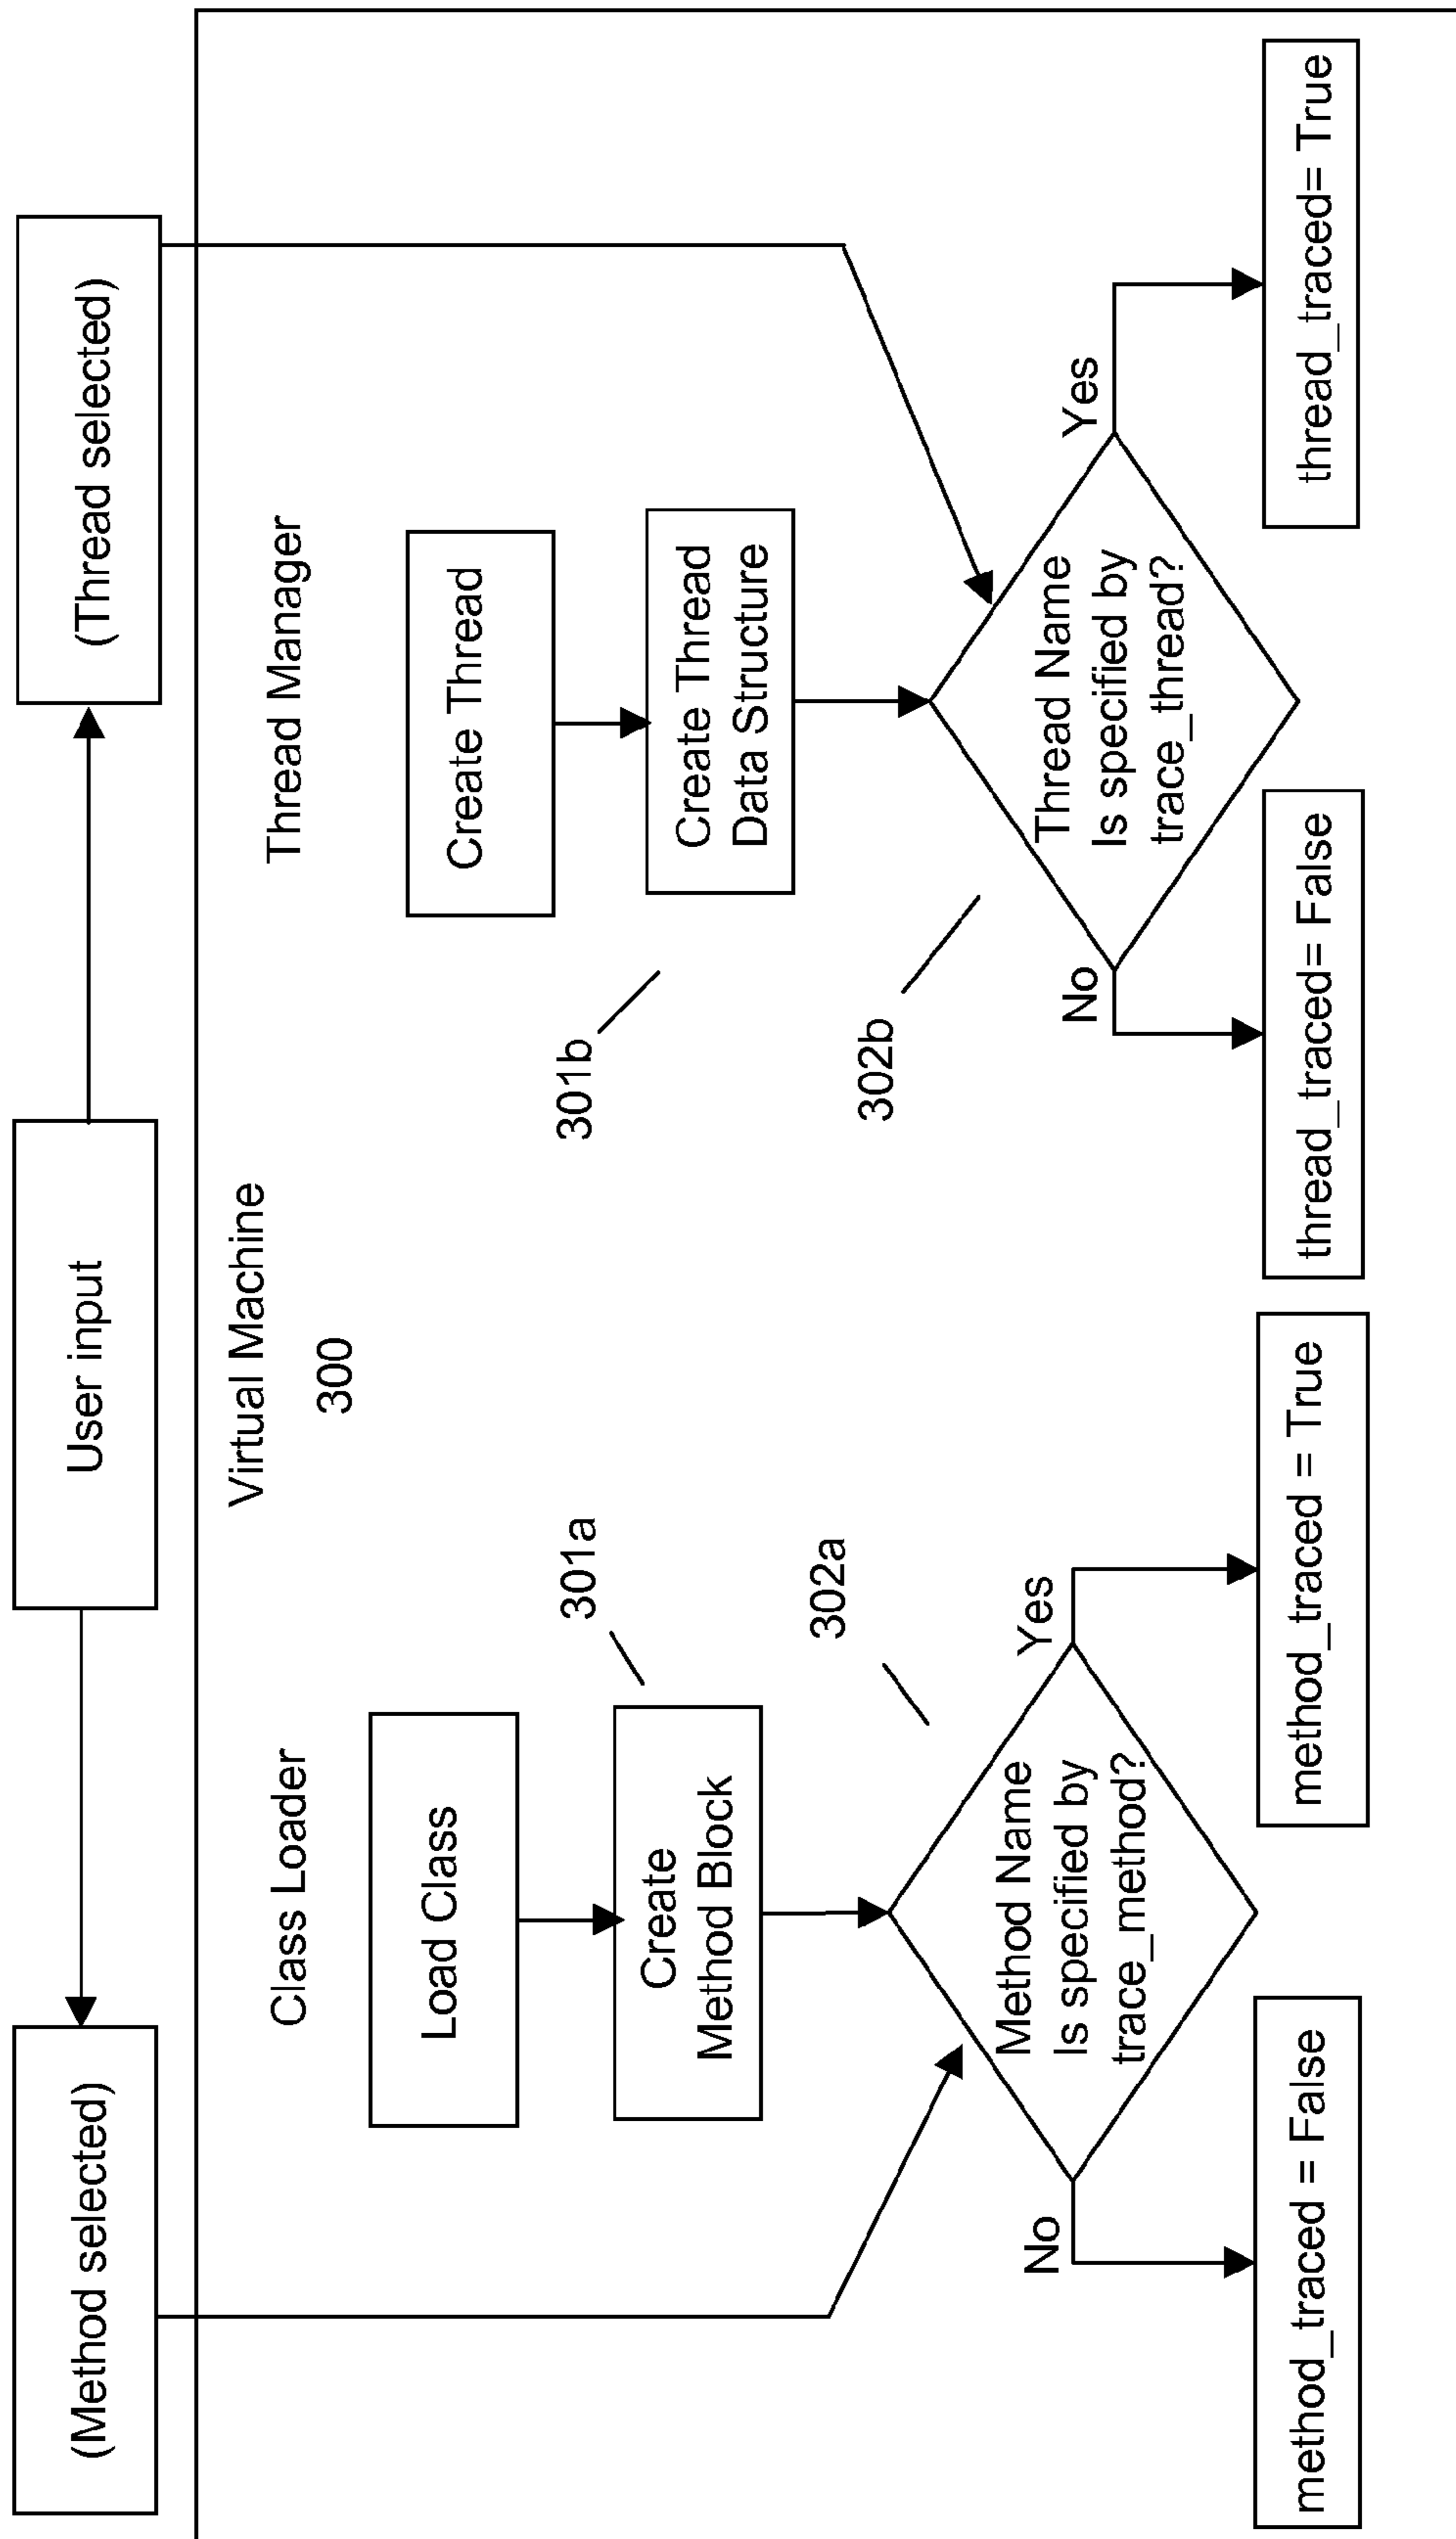 (Method selected)
User input
(Thread selected)
Virtual Machine
300
Class Loader
Load Class
301a
Create
Method Block
302a
Method Name
Is specified by
trace_method?
No
Yes
method_traced = False
method_traced = True
Thread Manager
Create Thread
301b
Create Thread
Data Structure
302b
Thread Name
Is specified by
trace_thread?
No
Yes
thread_traced= False
thread_traced= True